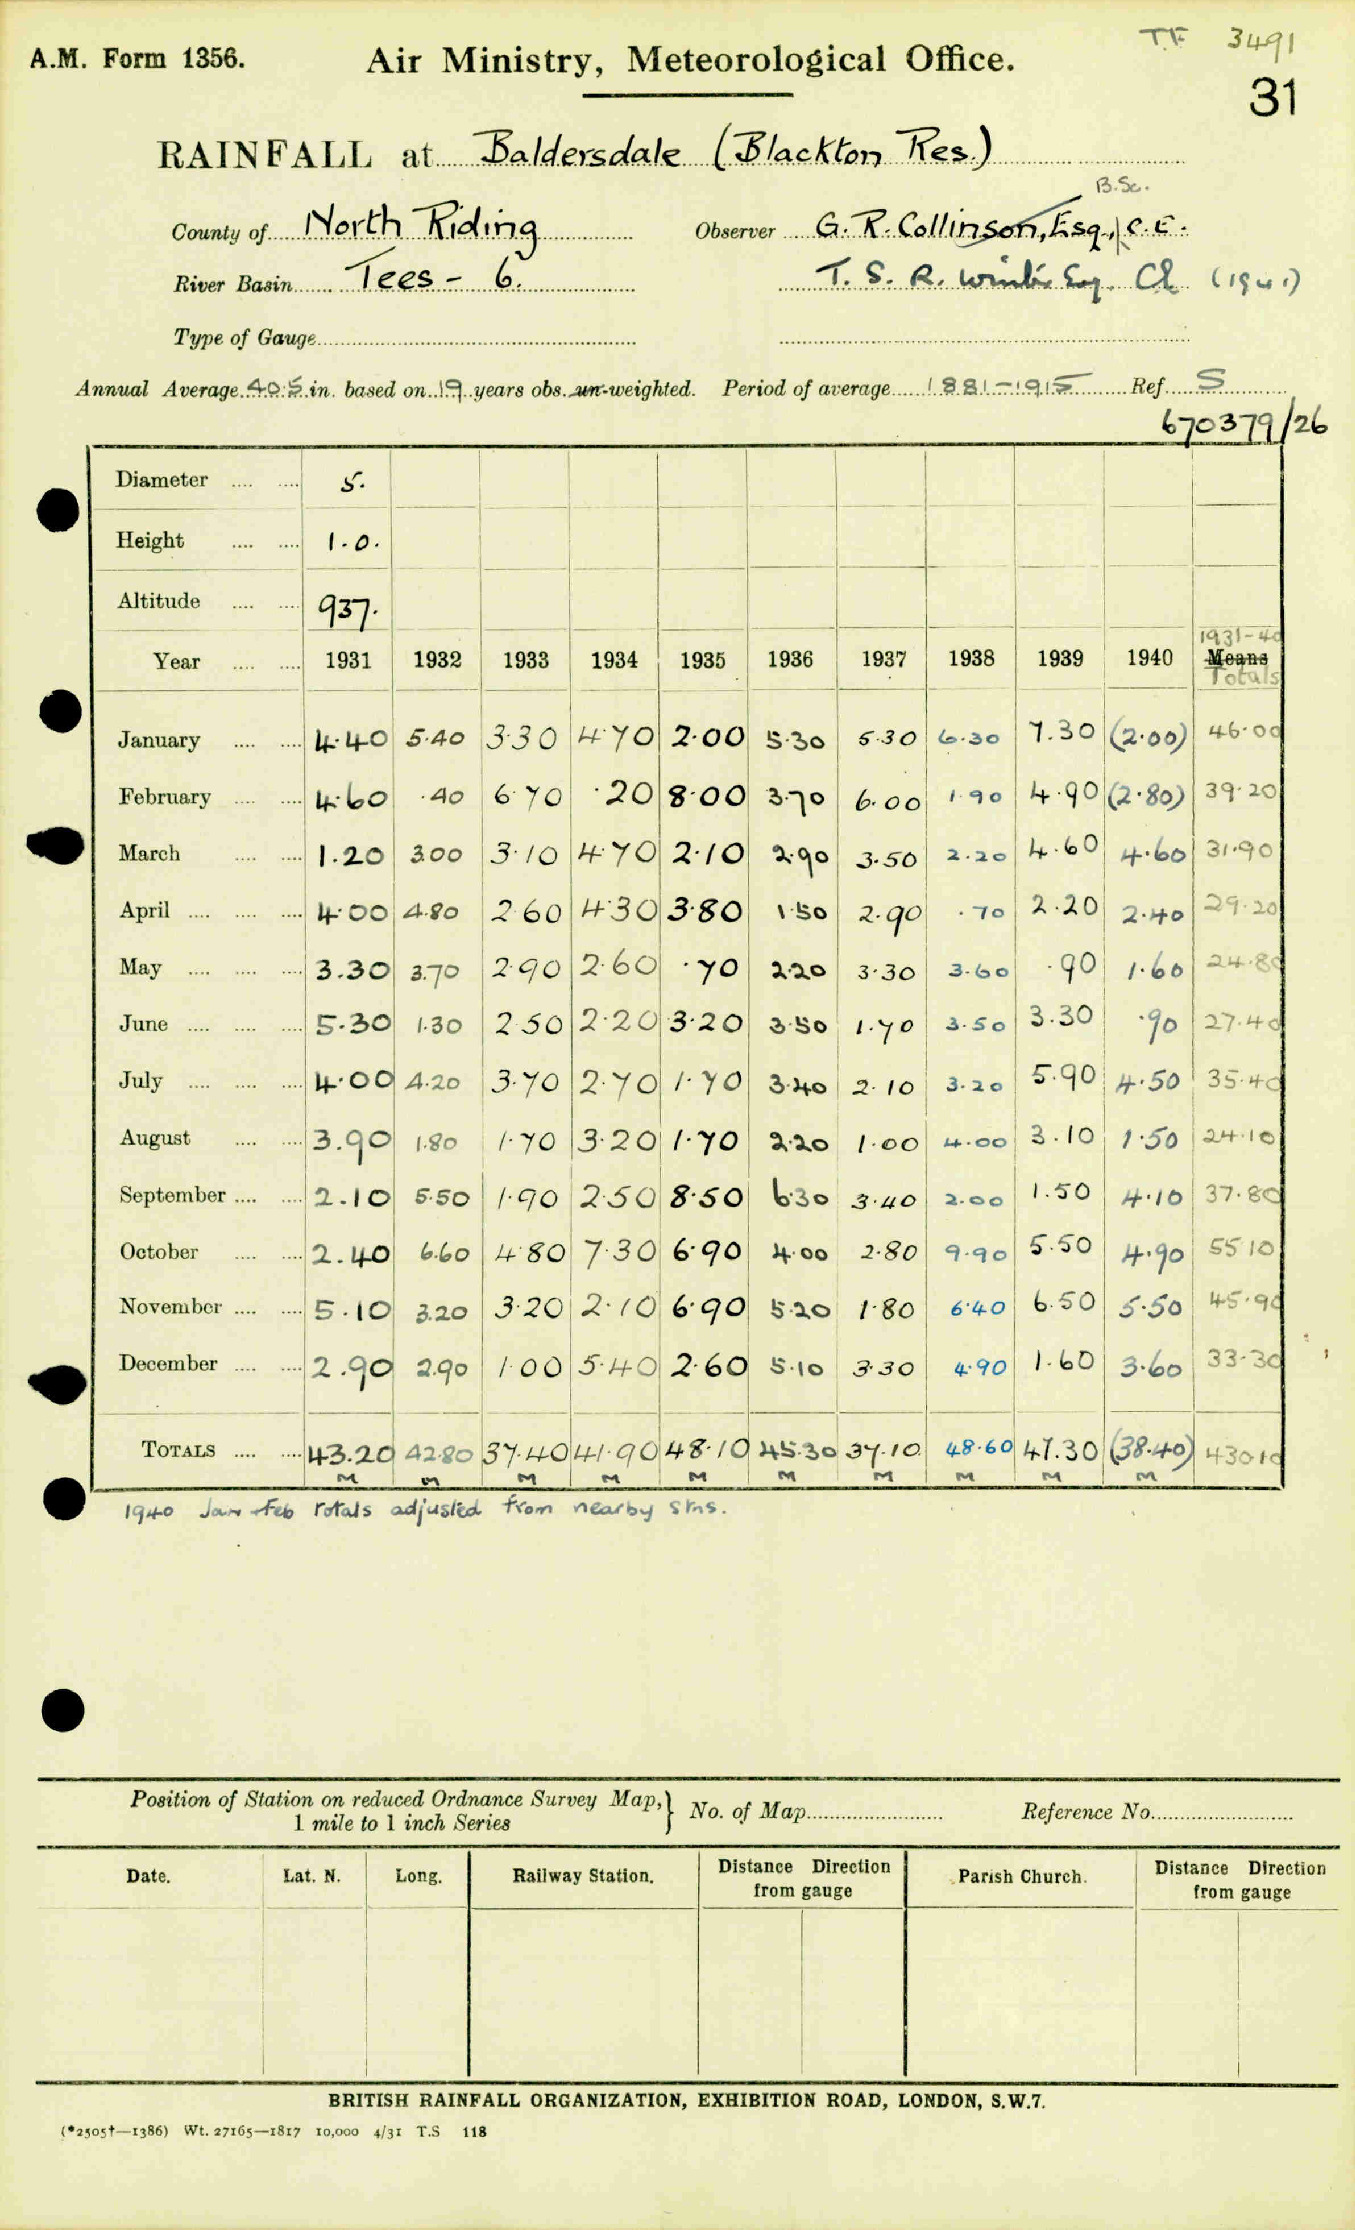 T.F. 3491
A.M. Form 1356. Air Ministry, Meteorological Office.
31
RAINFALL at Baldersdale (Blackton Res.)
B.Sc.
County of North Riding Observer G. R. Collinson, Esq., C.E.
River Basin Tees - 6. T. S. R. Esq. (1941)
Type of Gauge
Annual Average 40.5 in. based on 19 years obs. un-weighted. Period of average 1881-1915 Ref. S
670379/26
Diameter 5.
Height 1.0.
Altitude 937.
1931-40
Year 1931 1932 1933 1934 1935 1936 1937 1938 1939 1940 Means
Totals
January 4.40 5.40 3.30 4.70 2.00 5.30 5.30 6.30 7.30 (2.00) 46.00
February 4.60 .40 6.70 .20 8.00 3.70 6.00 1.90 4.90 (2.80) 39.20
March 1.20 3.00 3.10 4.70 2.10 2.90 3.50 2.20 4.60 4.60 31.90
April 4.00 4.80 2.60 4.30 3.80 1.50 2.90 .70 2.20 2.40 29.20
May 3.30 3.70 2.90 2.60 .70 2.20 3.30 3.60 .90 1.60 24.80
June 5.30 1.30 2.50 2.20 3.20 3.50 1.70 3.50 3.30 .90 27.40
July 4.00 4.20 3.70 2.70 1.70 3.40 2.10 3.20 5.90 4.50 35.40
August 3.90 1.80 1.70 3.20 1.70 2.20 1.00 4.00 3.10 1.50 24.10
September 2.10 5.50 1.90 2.50 8.50 6.30 3.40 2.00 1.50 4.10 37.80
October 2.40 6.60 4.80 7.30 6.90 4.00 2.80 9.90 5.50 4.90 55.10
November 5.10 3.20 3.20 2.10 6.90 5.20 1.80 6.40 6.50 5.50 45.90
December 2.90 2.90 1.00 5.40 2.60 5.10 3.30 4.90 1.60 3.60 33.30
TOTALS 43.20 42.80 37.40 41.90 48.10 45.30 37.10 48.60 47.30 (38.40) 430.10
M M M M M M M M M M
1940 Jan + Feb totals adjusted from nearby stns.
Position of Station on reduced Ordnance Survey Map, } No. of Map Reference No.
1 mile to 1 inch Series
Date. Lat. N. Long. Railway Station. Distance Direction from gauge Parish Church. Distance Direction from gauge
BRITISH RAINFALL ORGANIZATION, EXHIBITION ROAD, LONDON, S.W.7.
(*2505†—1386) Wt. 27165—1817 10,000 4/31 T.S 118